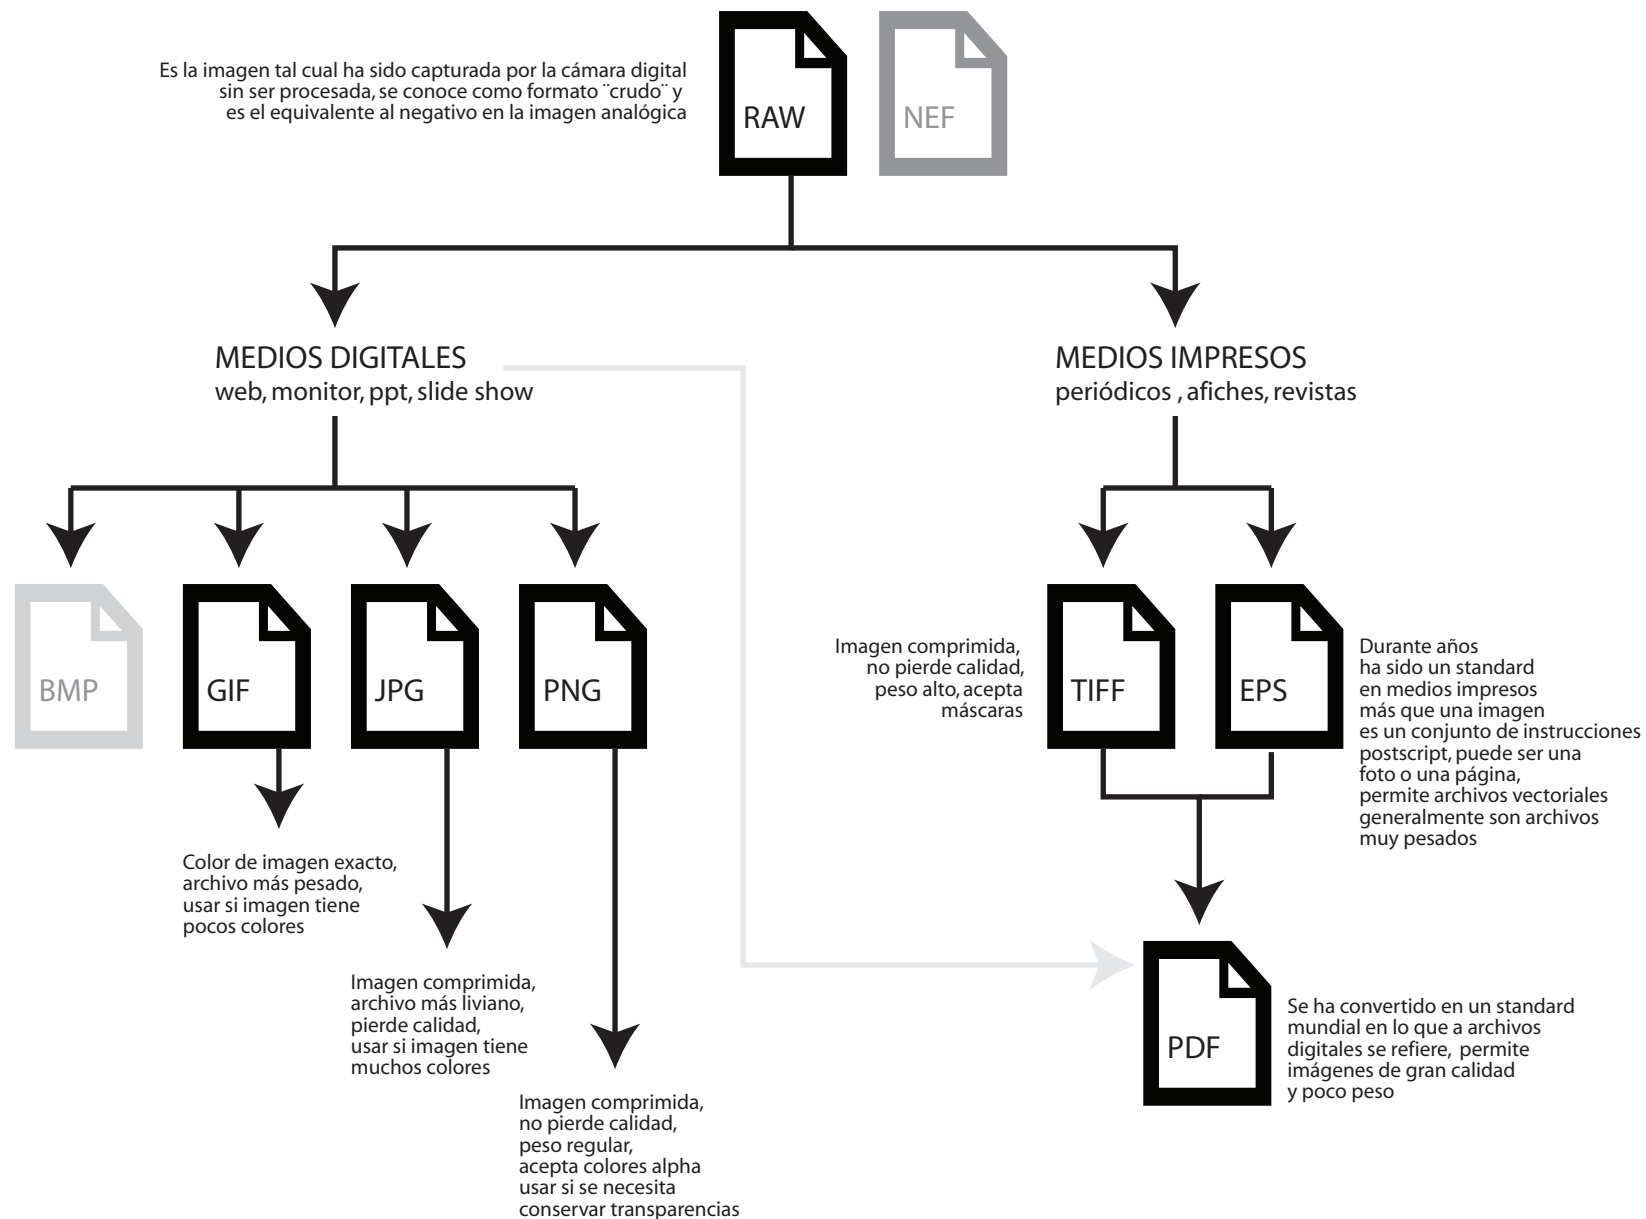 Es la imagen tal cual ha sido capturada por la cámara digital
sin ser procesada, se conoce como formato ¨crudo¨ y
es el equivalente al negativo en la imagen analógica
RAW
NEF
MEDIOS DIGITALES
web, monitor, ppt, slide show
MEDIOS IMPRESOS
periódicos , afiches, revistas
BMP
GIF
JPG
PNG
Imagen comprimida,
no pierde calidad,
peso alto, acepta
máscaras
TIFF
EPS
Durante años
ha sido un standard
en medios impresos
más que una imagen
es un conjunto de instrucciones
postscript, puede ser una
foto o una página,
permite archivos vectoriales
generalmente son archivos
muy pesados
Color de imagen exacto,
archivo más pesado,
usar si imagen tiene
pocos colores
Imagen comprimida,
archivo más liviano,
pierde calidad,
usar si imagen tiene
muchos colores
Imagen comprimida,
no pierde calidad,
peso regular,
acepta colores alpha
usar si se necesita
conservar transparencias
PDF
Se ha convertido en un standard
mundial en lo que a archivos
digitales se refiere, permite
imágenes de gran calidad
y poco peso